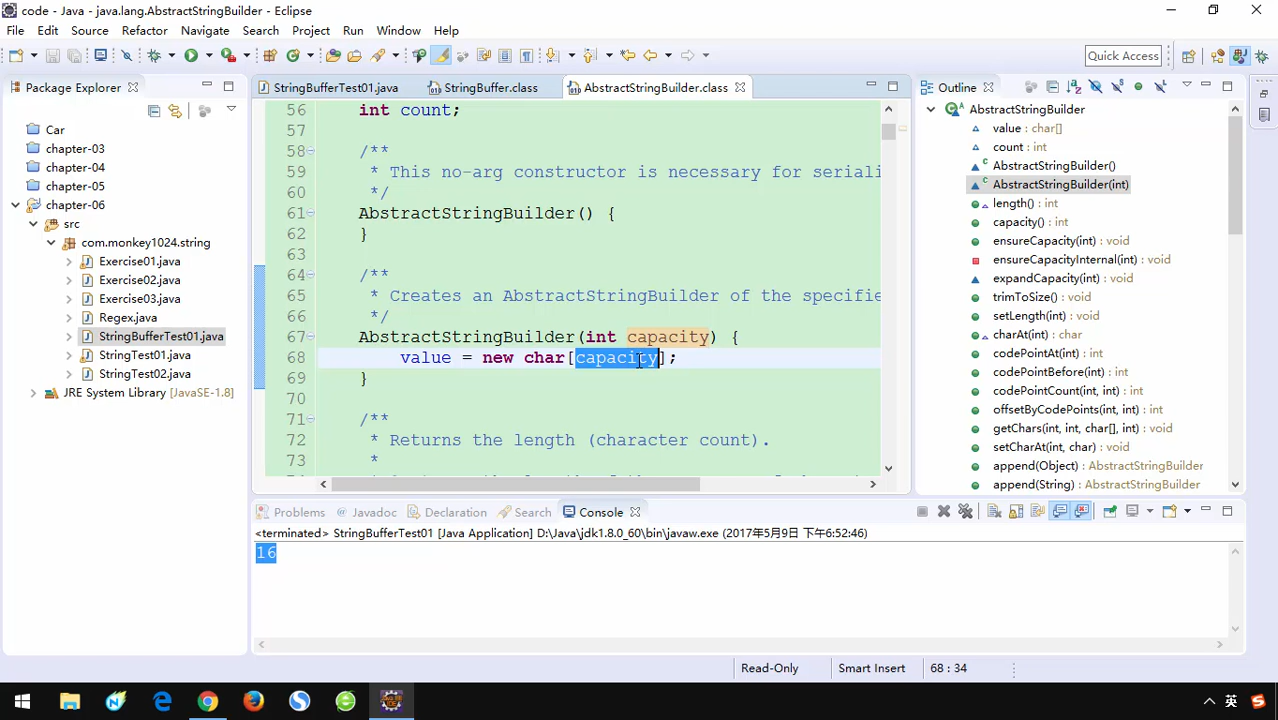 code - Java - java.lang.AbstractStringBuilder - Eclipse
File Edit Source Refactor Navigate Search Project Run Window Help
Quick Access
Package Explorer
Car
chapter-03
chapter-04
chapter-05
chapter-06
src
com.monkey1024.string
Exercise01.java
Exercise02.java
Exercise03.java
Regex.java
StringBufferTest01.java
StringTest01.java
StringTest02.java
JRE System Library [JavaSE-1.8]
StringBufferTest01.java StringBuffer.class AbstractStringBuilder.class
56 int count;
57
58 /**
59 * This no-arg constructor is necessary for seriali
60 */
61 AbstractStringBuilder() {
62 }
63
64 /**
65 * Creates an AbstractStringBuilder of the specifie
66 */
67 AbstractStringBuilder(int capacity) {
68 value = new char[capacity];
69 }
70
71 /**
72 * Returns the length (character count).
73 *
Outline
AbstractStringBuilder
value : char[]
count : int
AbstractStringBuilder()
AbstractStringBuilder(int)
length() : int
capacity() : int
ensureCapacity(int) : void
ensureCapacityInternal(int) : void
expandCapacity(int) : void
trimToSize() : void
setLength(int) : void
charAt(int) : char
codePointAt(int) : int
codePointBefore(int) : int
codePointCount(int, int) : int
offsetByCodePoints(int, int) : int
getChars(int, int, char[], int) : void
setCharAt(int, char) : void
append(Object) : AbstractStringBuilder
append(String) : AbstractStringBuilder
Problems Javadoc Declaration Search Console
<terminated> StringBufferTest01 [Java Application] D:\Java\jdk1.8.0_60\bin\javaw.exe (2017年5月9日 下午6:52:46)
16
Read-Only Smart Insert 68 : 34
英